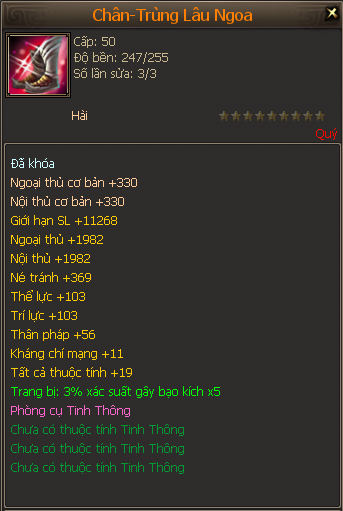 Chân-Trùng Lâu Ngoa
Cấp: 50
Độ bền: 247/255
Số lần sửa: 3/3
Hài
Quý
Đã khóa
Ngoại thủ cơ bản +330
Nội thủ cơ bản +330
Giới hạn SL +11268
Ngoại thủ +1982
Nội thủ +1982
Né tránh +369
Thể lực +103
Trí lực +103
Thân pháp +56
Kháng chí mạng +11
Tất cả thuộc tính +19
Trang bị: 3% xác suất gây bạo kích x5
Phòng cụ Tinh Thông
Chưa có thuộc tính Tinh Thông
Chưa có thuộc tính Tinh Thông
Chưa có thuộc tính Tinh Thông